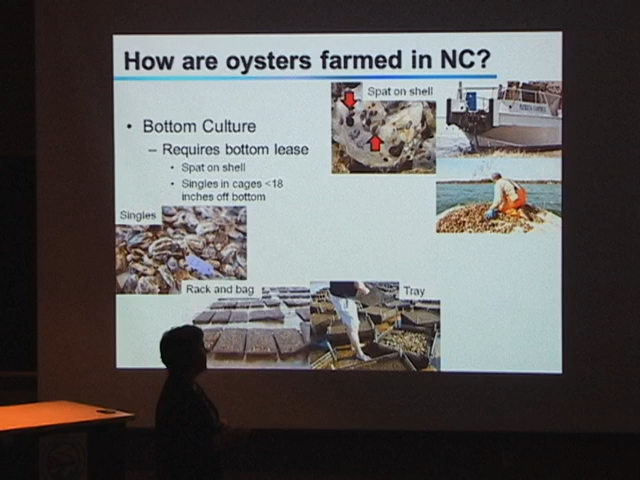 How are oysters farmed in NC?
Spat on shell
• Bottom Culture
– Requires bottom lease
• Spat on shell
• Singles in cages <18
inches off bottom
Singles
Rack and bag
Tray